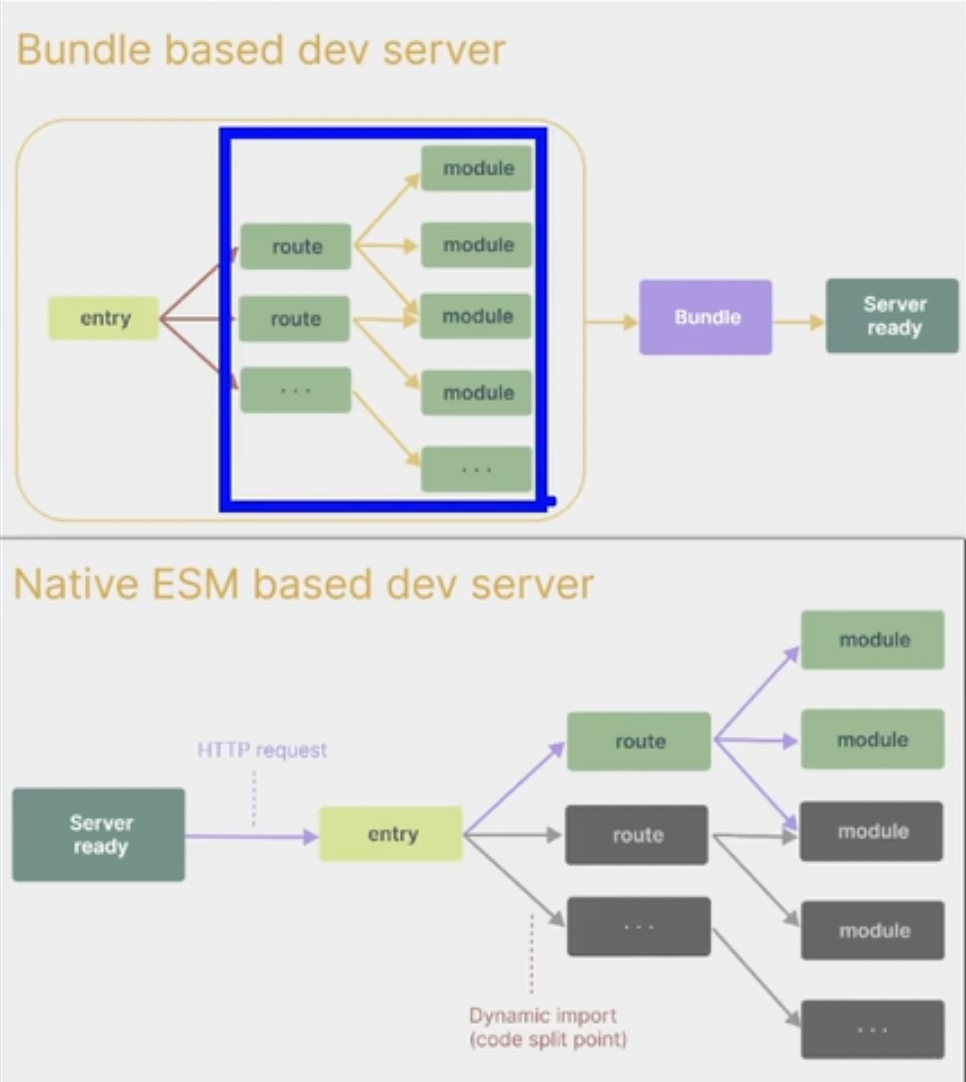 Bundle based dev server
module
route
module
entry
route
module
Bundle
Server
ready
...
module
...
Native ESM based dev server
module
HTTP request
route
module
Server
ready
entry
route
module
...
module
Dynamic import
(code split point)
...